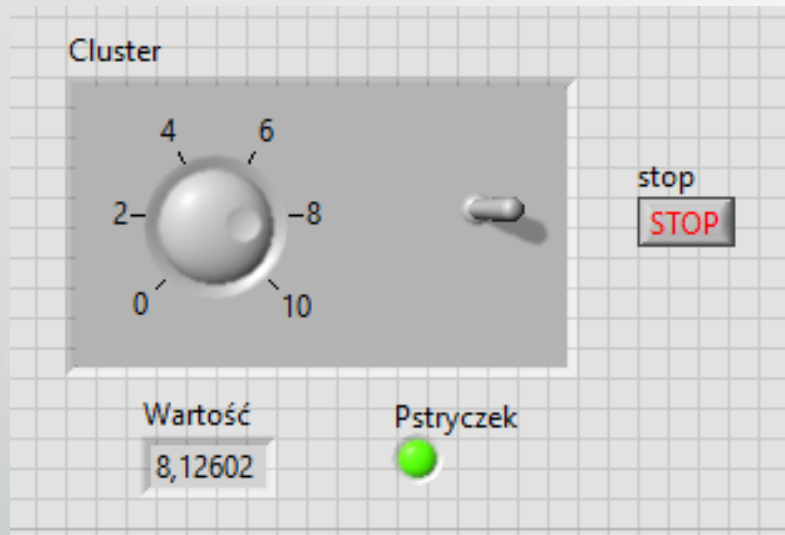 Cluster
4
6
2
8
0
10
stop
STOP
Wartość
8,12602
Pstryczek